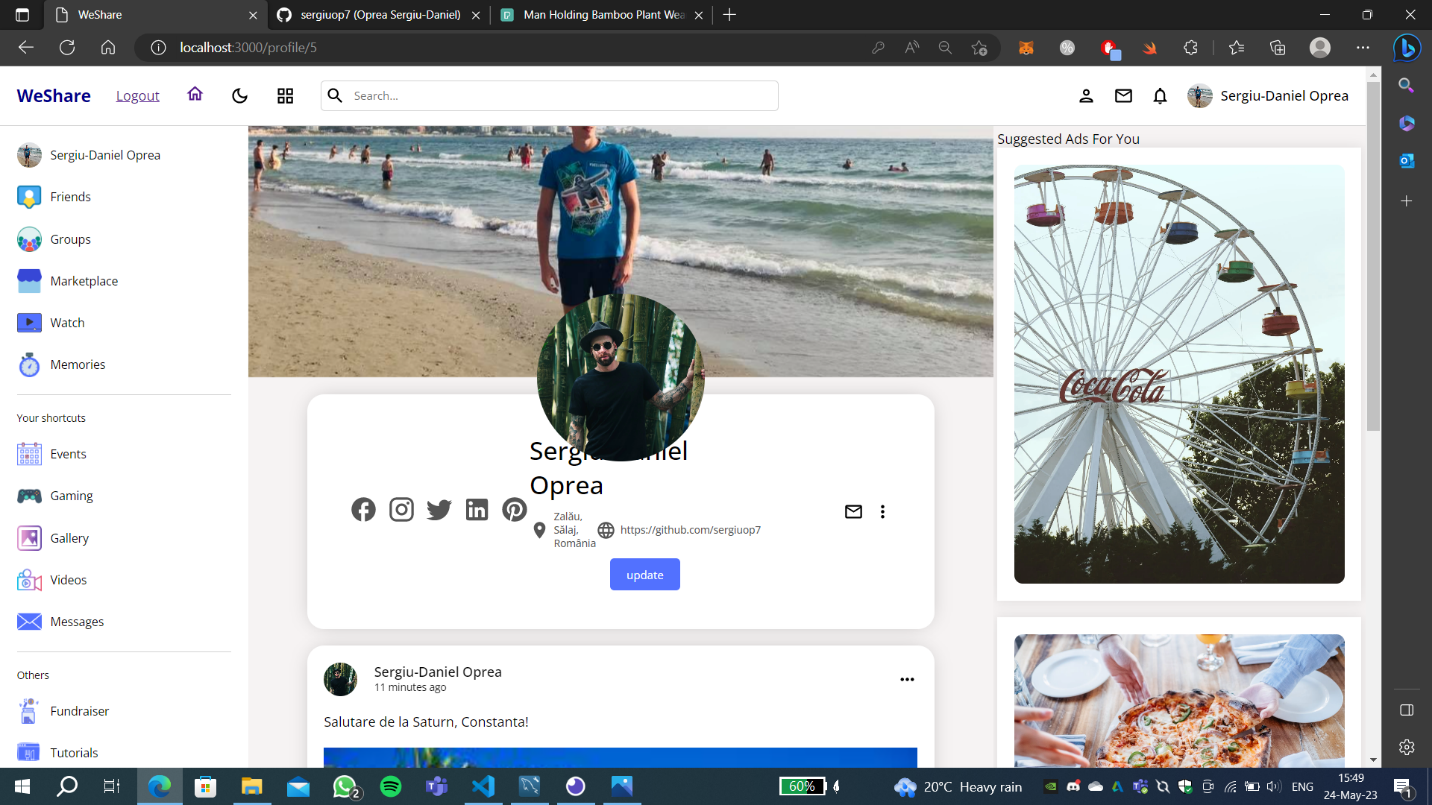 WeShare
sergiuop7 (Oprea Sergiu-Daniel)
Man Holding Bamboo Plant Wea
localhost:3000/profile/5
WeShare
Logout
Search...
Sergiu-Daniel Oprea
Sergiu-Daniel Oprea
Friends
Groups
Marketplace
Watch
Memories
Your shortcuts
Events
Gaming
Gallery
Videos
Messages
Others
Fundraiser
Tutorials
Sergiu-Daniel
Oprea
Zalău,
Sălaj,
România
https://github.com/sergiuop7
update
Sergiu-Daniel Oprea
11 minutes ago
Salutare de la Saturn, Constanta!
Suggested Ads For You
Coca-Cola
2
60%
20°C Heavy rain
ENG
15:49
24-May-23
1